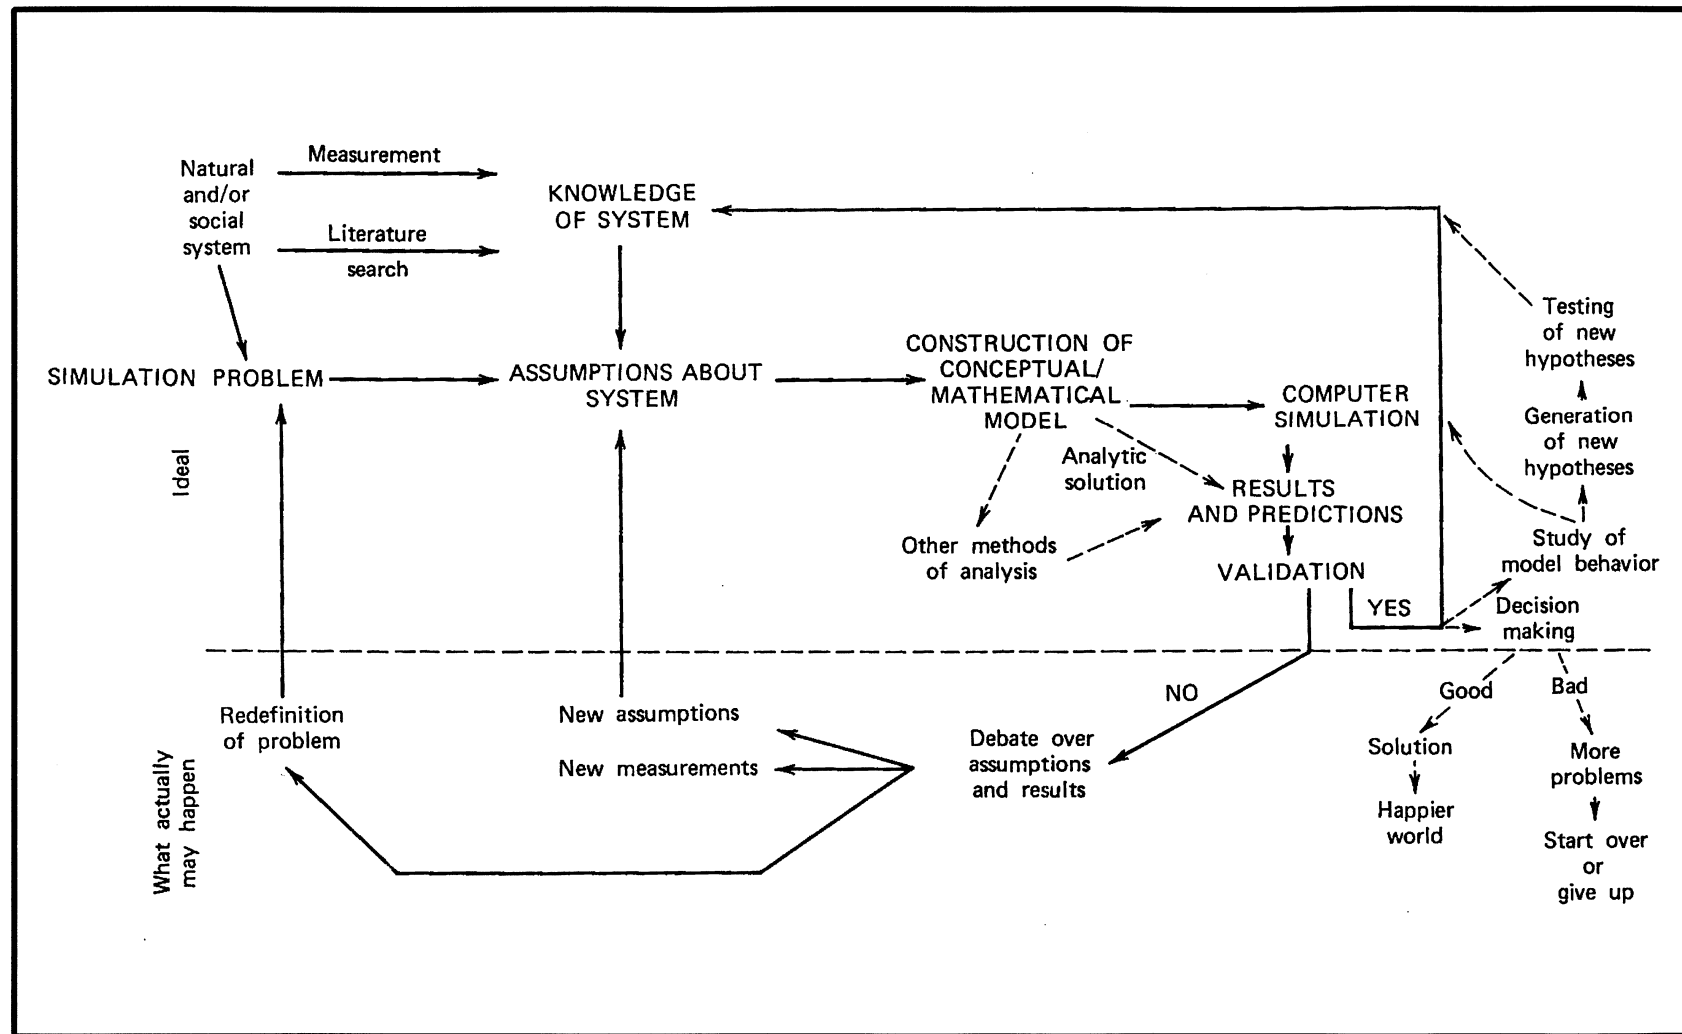 Natural
and/or
social
system
Measurement
Literature
search
KNOWLEDGE
OF SYSTEM
SIMULATION PROBLEM
ASSUMPTIONS ABOUT
SYSTEM
CONSTRUCTION OF
CONCEPTUAL/
MATHEMATICAL
MODEL
COMPUTER
SIMULATION
Analytic
solution
Other methods
of analysis
RESULTS
AND PREDICTIONS
VALIDATION
YES
Testing
of new
hypotheses
Generation
of new
hypotheses
Study of
model behavior
Decision
making
Ideal
What actually
may happen
Redefinition
of problem
New assumptions
New measurements
Debate over
assumptions
and results
NO
Good
Bad
Solution
Happier
world
More
problems
Start over
or
give up